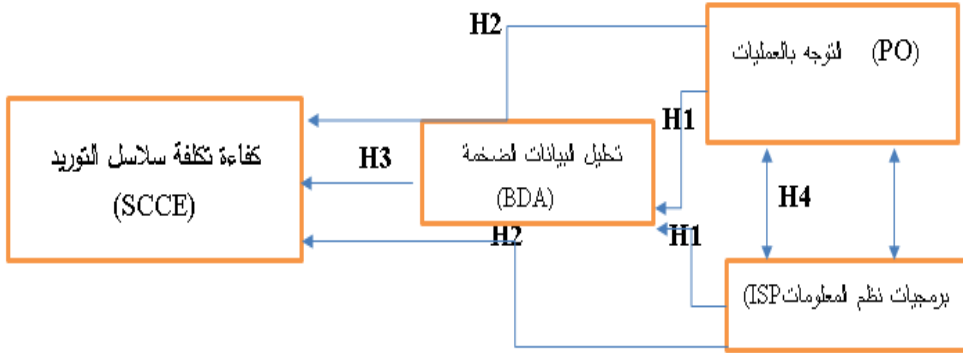 H2
التوجه بالعمليات (PO)
H1
كفاءة تكلفة سلاسل التوريد
(SCCE)
H3
تحليل البيانات الضخمة
(BDA)
H4
H2
H1
برمجيات نظم المعلوماتISP)